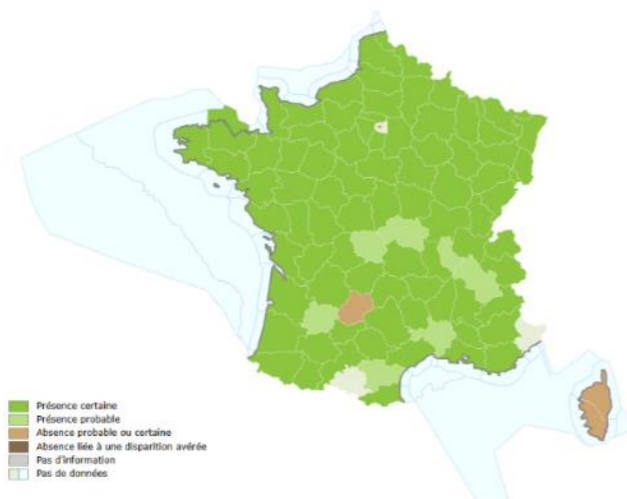 Présence certaine
Présence probable
Absence probable ou certaine
Absence liée à une disparition avérée
Pas d'information
Pas de données